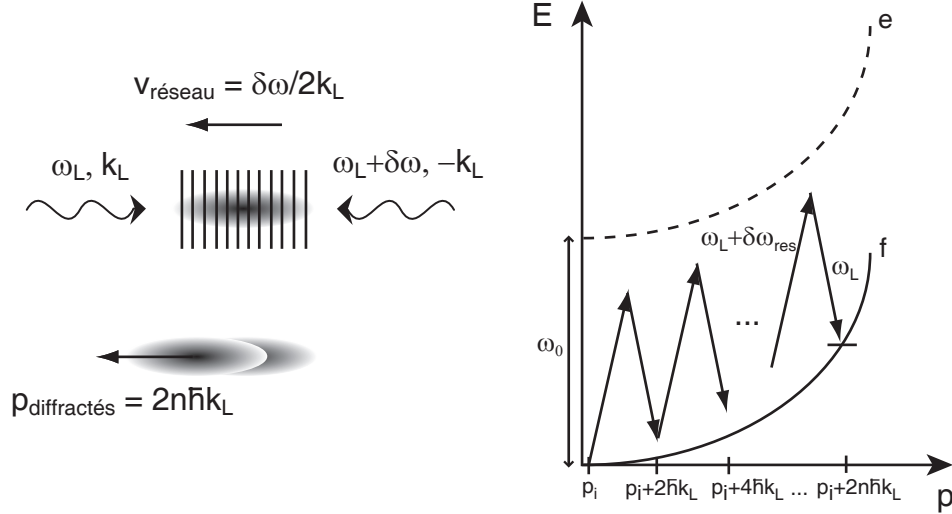 v_réseau = δω/2k_L
ω_L, k_L
ω_L+δω, –k_L
p_diffractés = 2nħk_L
E
e
ω_L+δω_res
f
ω_L
...
ω_0
p_i
p_i+2ħk_L
p_i+4ħk_L
...
p_i+2nħk_L
p